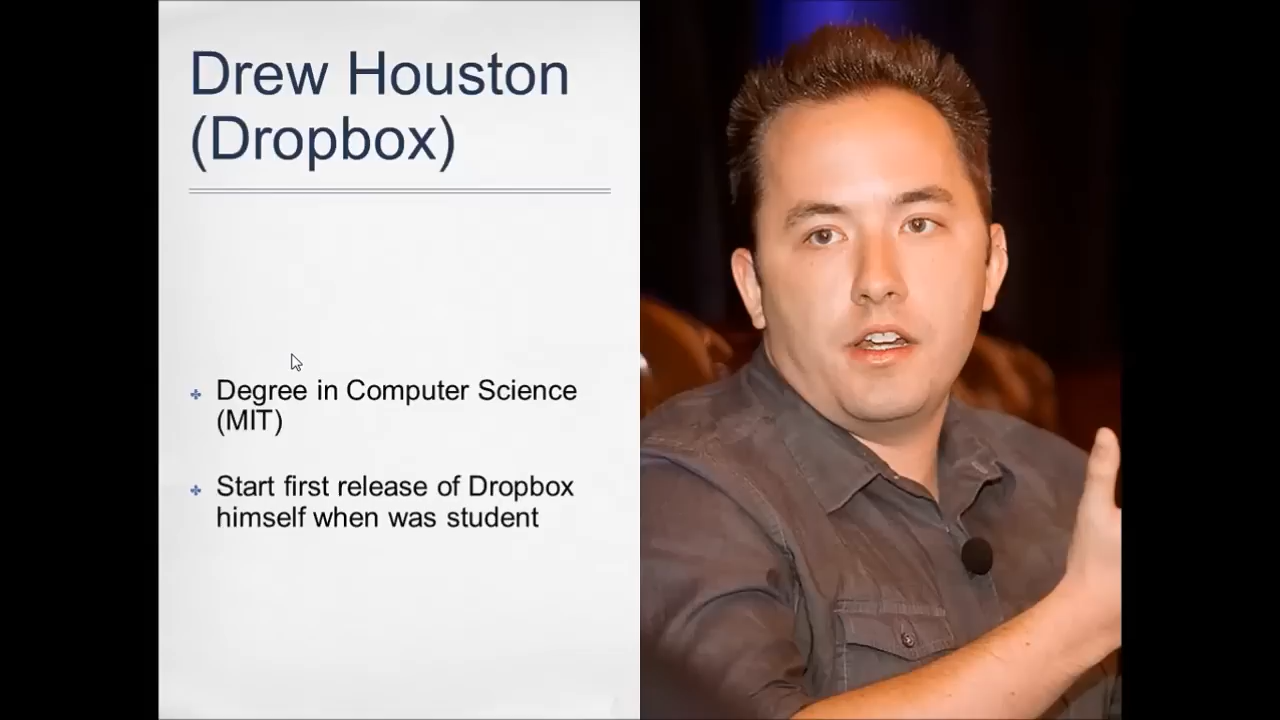 Drew Houston
(Dropbox)
Degree in Computer Science
(MIT)
Start first release of Dropbox
himself when was student